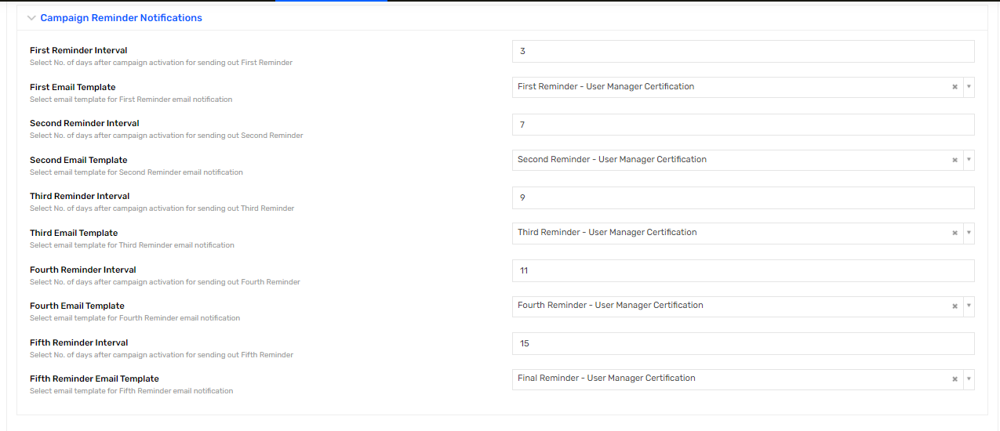 Campaign Reminder Notifications
First Reminder Interval
Select No. of days after campaign activation for sending out First Reminder
3
First Email Template
Select email template for First Reminder email notification
First Reminder - User Manager Certification
Second Reminder Interval
Select No. of days after campaign activation for sending out Second Reminder
7
Second Email Template
Select email template for Second Reminder email notification
Second Reminder - User Manager Certification
Third Reminder Interval
Select No. of days after campaign activation for sending out Third Reminder
9
Third Email Template
Select email template for Third Reminder email notification
Third Reminder - User Manager Certification
Fourth Reminder Interval
Select No. of days after campaign activation for sending out Fourth Reminder
11
Fourth Email Template
Select email template for Fourth Reminder email notification
Fourth Reminder - User Manager Certification
Fifth Reminder Interval
Select No. of days after campaign activation for sending out Fifth Reminder
15
Fifth Reminder Email Template
Select email template for Fifth Reminder email notification
Final Reminder - User Manager Certification